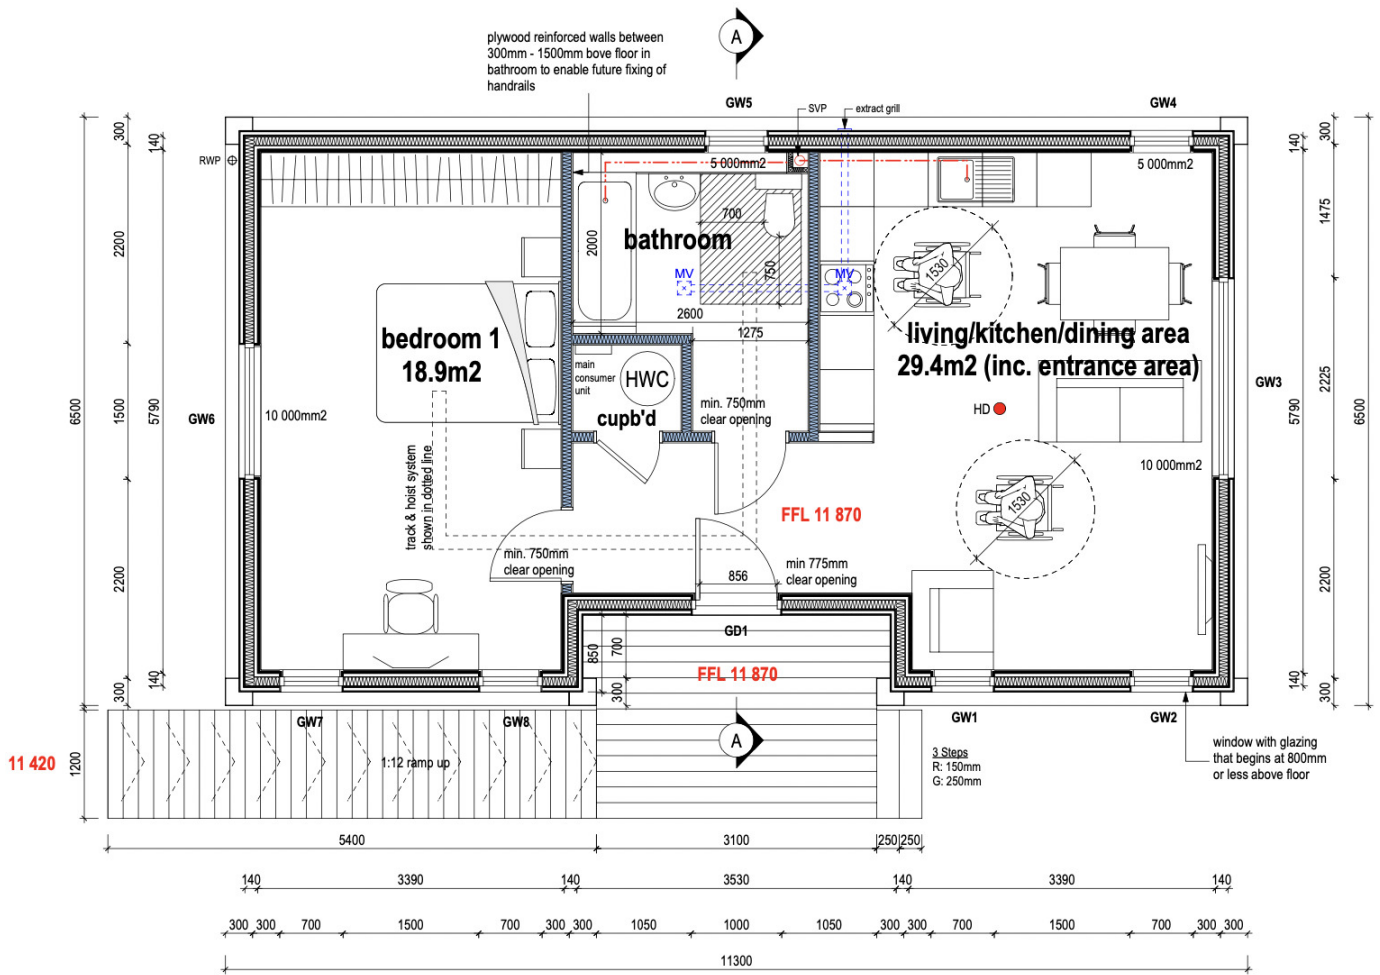 plywood reinforced walls between
300mm - 1500mm bove floor in
bathroom to enable future fixing of
handrails
A
GW5
SVP
extract grill
GW4
RWP
5 000mm2
5 000mm2
300
140
140
300
2200
1475
700
2000
bathroom
750
1530
MV
MV
2600
1275
bedroom 1
18.9m2
living/kitchen/dining area
29.4m2 (inc. entrance area)
main
consumer
unit
HWC
cupb'd
min. 750mm
clear opening
HD
GW3
2225
GW6
10 000mm2
6500
1500
5790
5790
6500
10 000mm2
track & hoist system
shown in dotted line
1530
FFL 11 870
min. 750mm
clear opening
min 775mm
clear opening
856
2200
2200
GD1
850
700
300
FFL 11 870
300
140
140
300
GW7
GW8
GW1
GW2
A
11 420
1200
1:12 ramp up
3 Steps
R: 150mm
G: 250mm
window with glazing
that begins at 800mm
or less above floor
5400
3100
250
250
140
3390
140
3530
140
3390
140
300
300
700
1500
700
300
300
1050
1000
1050
300
300
700
1500
700
300
300
11300